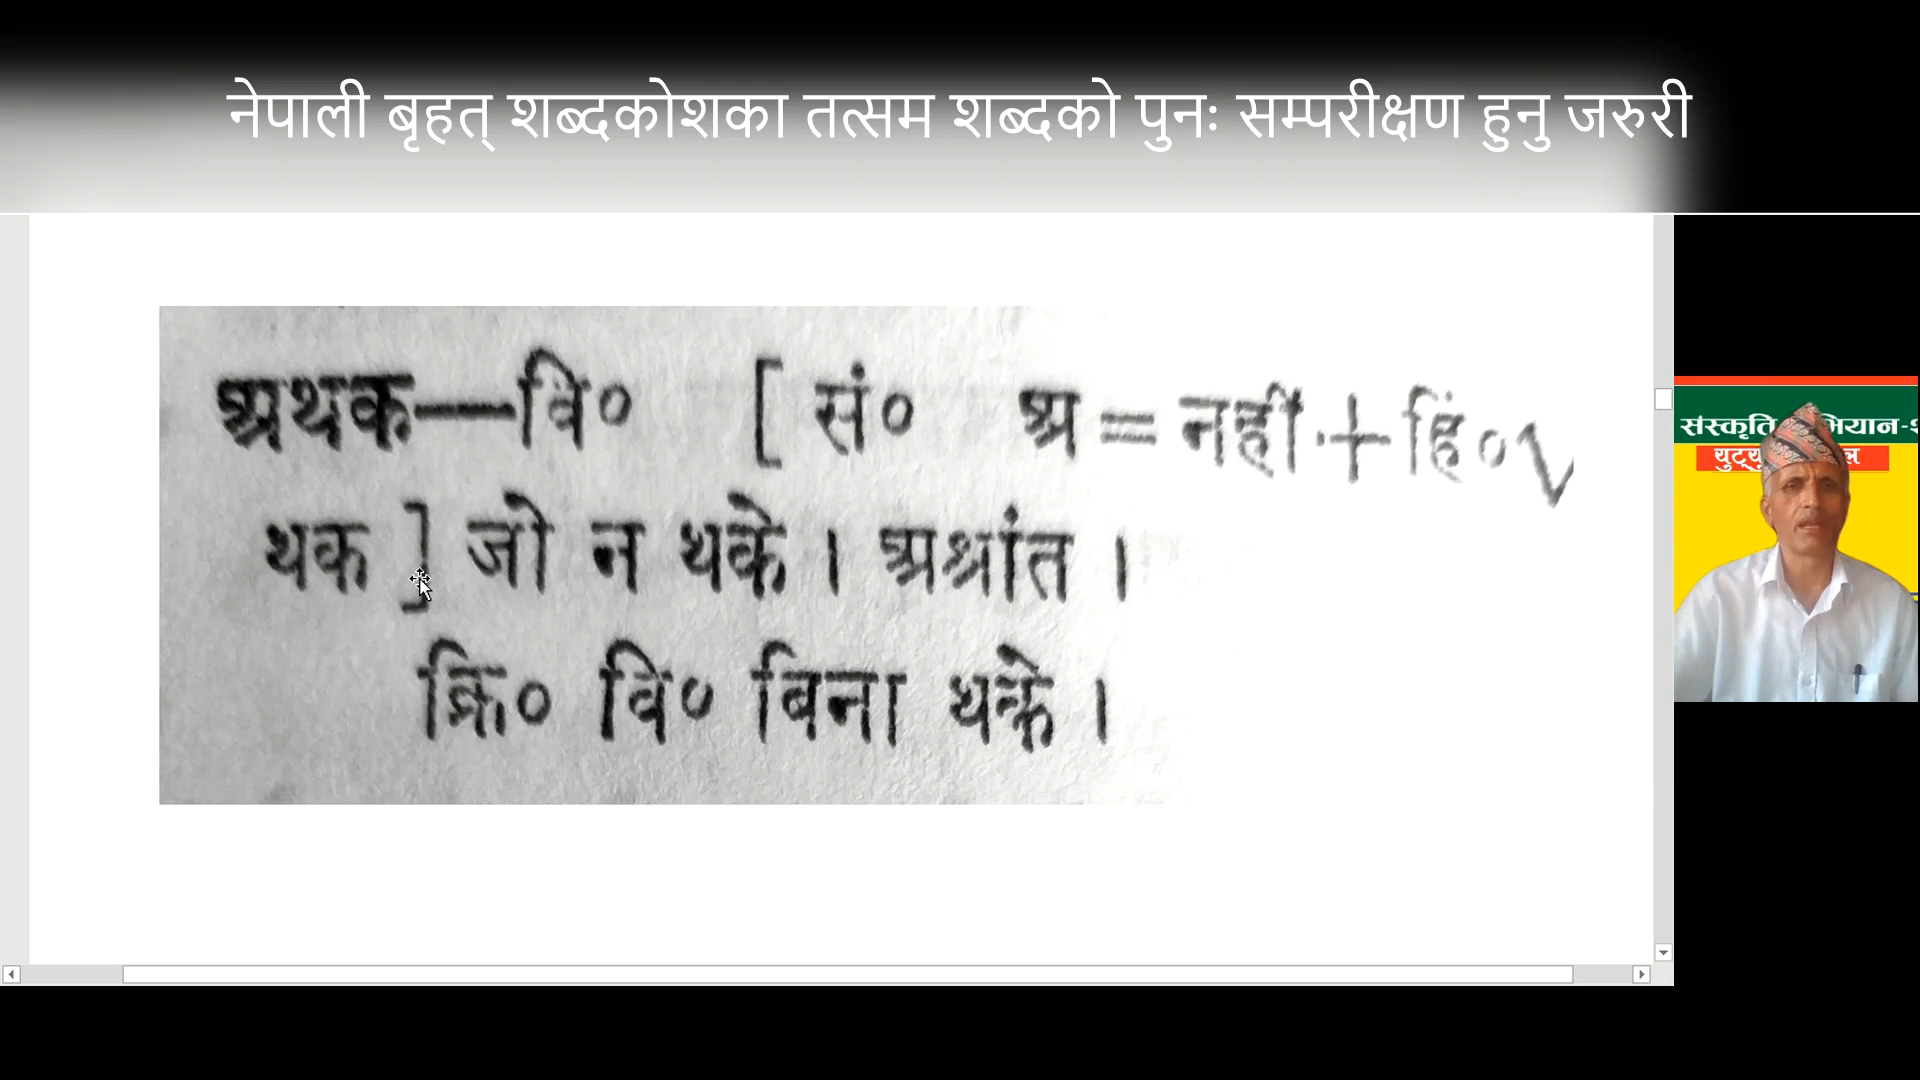 नेपाली बृहत् शब्दकोशका तत्सम शब्दको पुनः सम्परीक्षण हुनु जरुरी
अथक—वि० [ सं० अ = नहीं + हिं०√
थक ] जो न थके । अश्रांत ।
क्रि० वि० बिना थके ।
संस्कृति